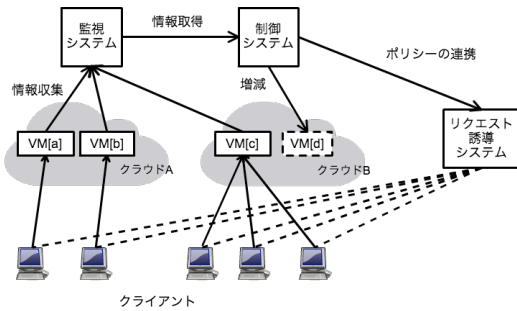 監視
システム
情報取得
制御
システム
ポリシーの連携
情報収集
増減
VM[a]
VM[b]
VM[c]
VM[d]
リクエスト
誘導
システム
クラウドA
クラウドB
クライアント